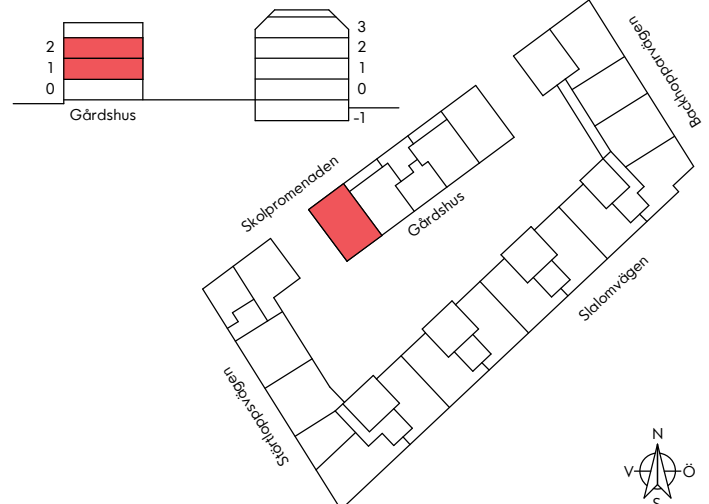 3
2
2
1
1
0
0
-1
Gårdshus
Backhopparvägen
Skolpromenaden
Gårdshus
Slalomvägen
Störtloppsvägen
N
V
Ö
S